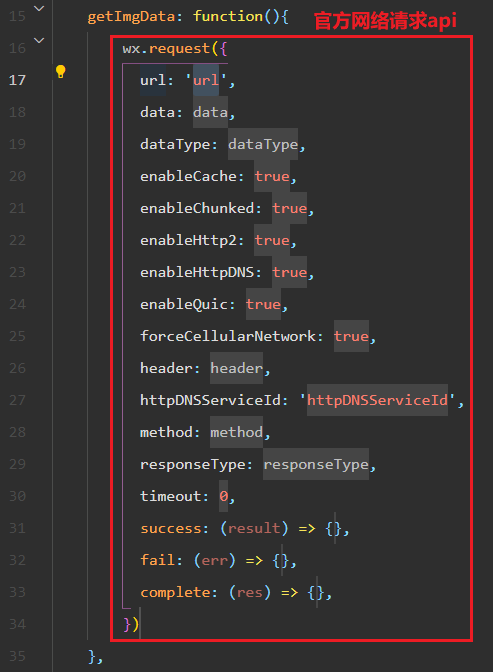 15 getImgData: function(){ 官方网络请求api
16 wx.request({
17 url: 'url',
18 data: data,
19 dataType: dataType,
20 enableCache: true,
21 enableChunked: true,
22 enableHttp2: true,
23 enableHttpDNS: true,
24 enableQuic: true,
25 forceCellularNetwork: true,
26 header: header,
27 httpDNSServiceId: 'httpDNSServiceId',
28 method: method,
29 responseType: responseType,
30 timeout: 0,
31 success: (result) => {},
32 fail: (err) => {},
33 complete: (res) => {},
34 })
35 },